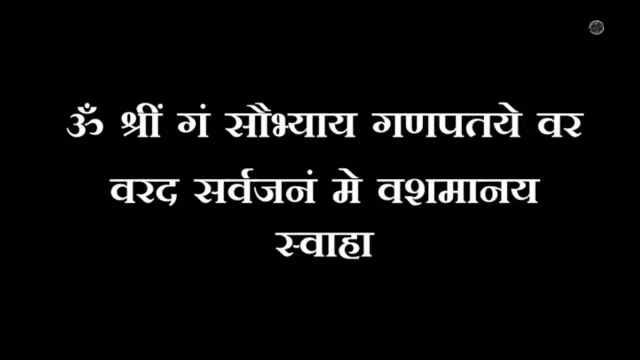 ॐ श्रीं गं सौभ्याय गणपतये वर
वरद सर्वजनं मे वशमानय
स्वाहा